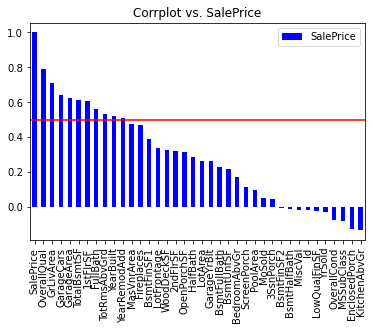 Corrplot vs. SalePrice
SalePrice
1.0
0.8
0.6
0.4
0.2
0.0
SalePrice
OverallQual
GrLivArea
GarageCars
GarageArea
TotalBsmtSF
1stFlrSF
FullBath
TotRmsAbvGrd
YearBuilt
YearRemodAdd
MasVnrArea
Fireplaces
BsmtFinSF1
LotFrontage
WoodDeckSF
2ndFlrSF
OpenPorchSF
HalfBath
LotArea
GarageYrBlt
BsmtFullBath
BsmtUnfSF
BedroomAbvGr
ScreenPorch
PoolArea
MoSold
3SsnPorch
BsmtFinSF2
BsmtHalfBath
MiscVal
Id
LowQualFinSF
YrSold
OverallCond
MSSubClass
EnclosedPorch
KitchenAbvGr